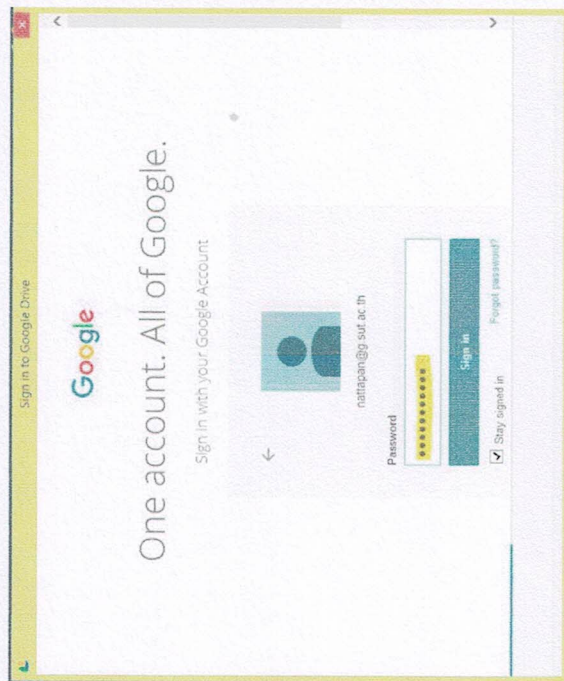 Sign in to Google Drive
Google
One account. All of Google.
Sign in with your Google Account
nattapan@g.sut.ac.th
Password
Sign in
Stay signed in
Forgot password?